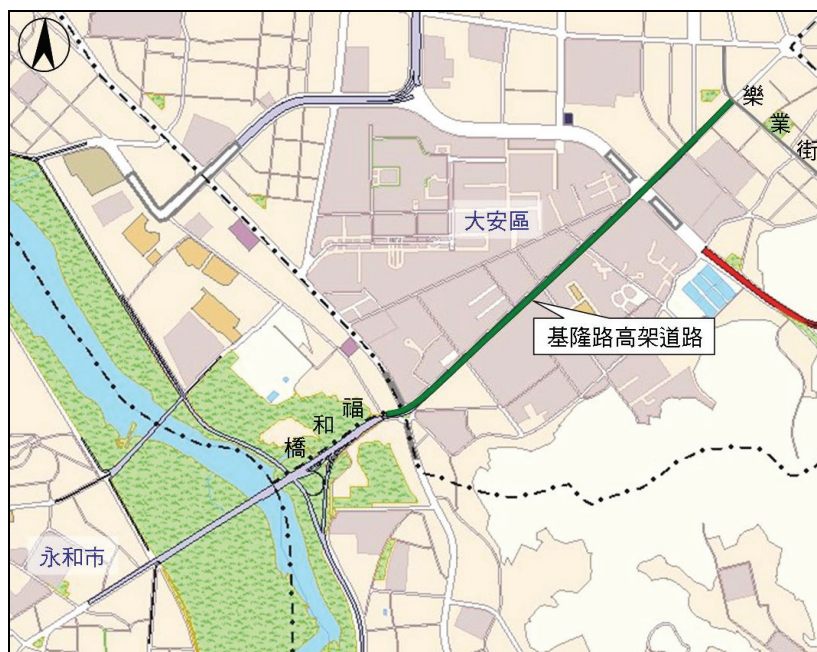 樂業街
大安區
基隆路高架道路
福和橋
永和市